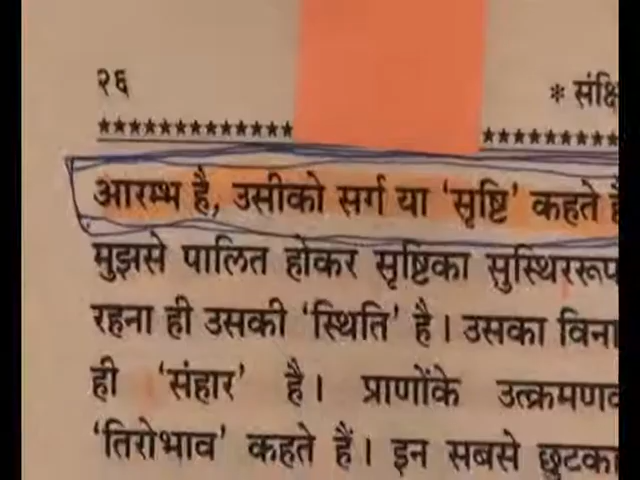 २६
* संक्षि
************* *********
आरम्भ है, उसीको सर्ग या 'सृष्टि' कहते
मुझसे पालित होकर सृष्टिका सुस्थिररूप
रहना ही उसकी 'स्थिति' है। उसका विना
ही 'संहार' है। प्राणोंके उत्क्रमण
'तिरोभाव' कहते हैं। इन सबसे छुटका